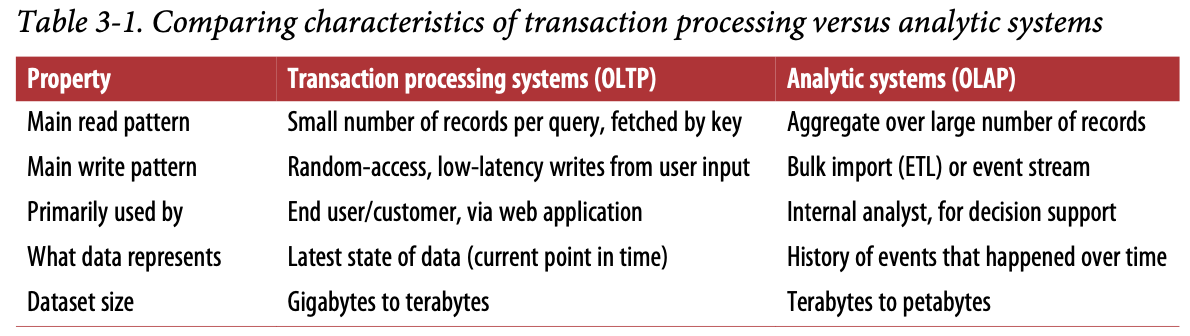 Table 3-1. Comparing characteristics of transaction processing versus analytic systems
Property Transaction processing systems (OLTP) Analytic systems (OLAP)
Main read pattern Small number of records per query, fetched by key Aggregate over large number of records
Main write pattern Random-access, low-latency writes from user input Bulk import (ETL) or event stream
Primarily used by End user/customer, via web application Internal analyst, for decision support
What data represents Latest state of data (current point in time) History of events that happened over time
Dataset size Gigabytes to terabytes Terabytes to petabytes